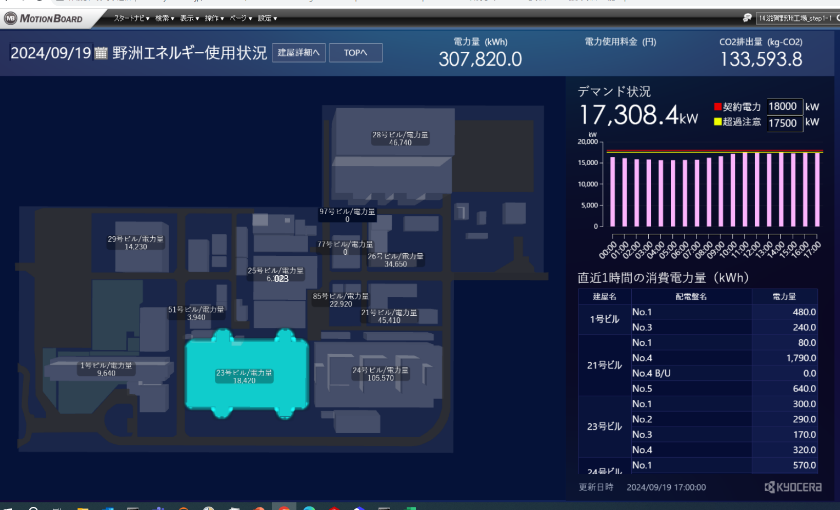 MOTIONBOARD スタートナビ▾ 検索▾ 表示▾ 操作▾ ページ▾ 設定▾
2024/09/19 野洲エネルギー使用状況 建屋詳細へ TOPへ
電力量 (kWh) 電力使用料金 (円) CO2排出量 (kg-CO2)
307,820.0 133,593.8
28号ビル/電力量
97号ビル/電力量
0
29号ビル/電力量
14,230
77号ビル/電力量
0
26号ビル/電力量
34,650
25号ビル/電力量
85号ビル/電力量
22,920
51号ビル/電力量
3,940
21号ビル/電力量
45,410
1号ビル/電力量
9,640
23号ビル/電力量
18,420
24号ビル/電力量
105,570
デマンド状況
17,308.4kW
契約電力 18000 kW
超過注意 17500 kW
kW
20,000
15,000
10,000
5,000
0
00:00 01:00 02:00 03:00 04:00 05:00 06:00 07:00 08:00 09:00 10:00 11:00 12:00 13:00 14:00 15:00 16:00 17:00
直近1時間の消費電力量 (kWh)
建屋名 配電盤名 電力量
1号ビル No.1 480.0
No.3 240.0
21号ビル No.1 80.0
No.4 1,790.0
No.4 B/U 0.0
No.5 640.0
23号ビル No.1 300.0
No.2 290.0
No.3 170.0
No.4 320.0
24号ビル No.1 570.0
更新日時 2024/09/19 17:00:00 KYOCERA